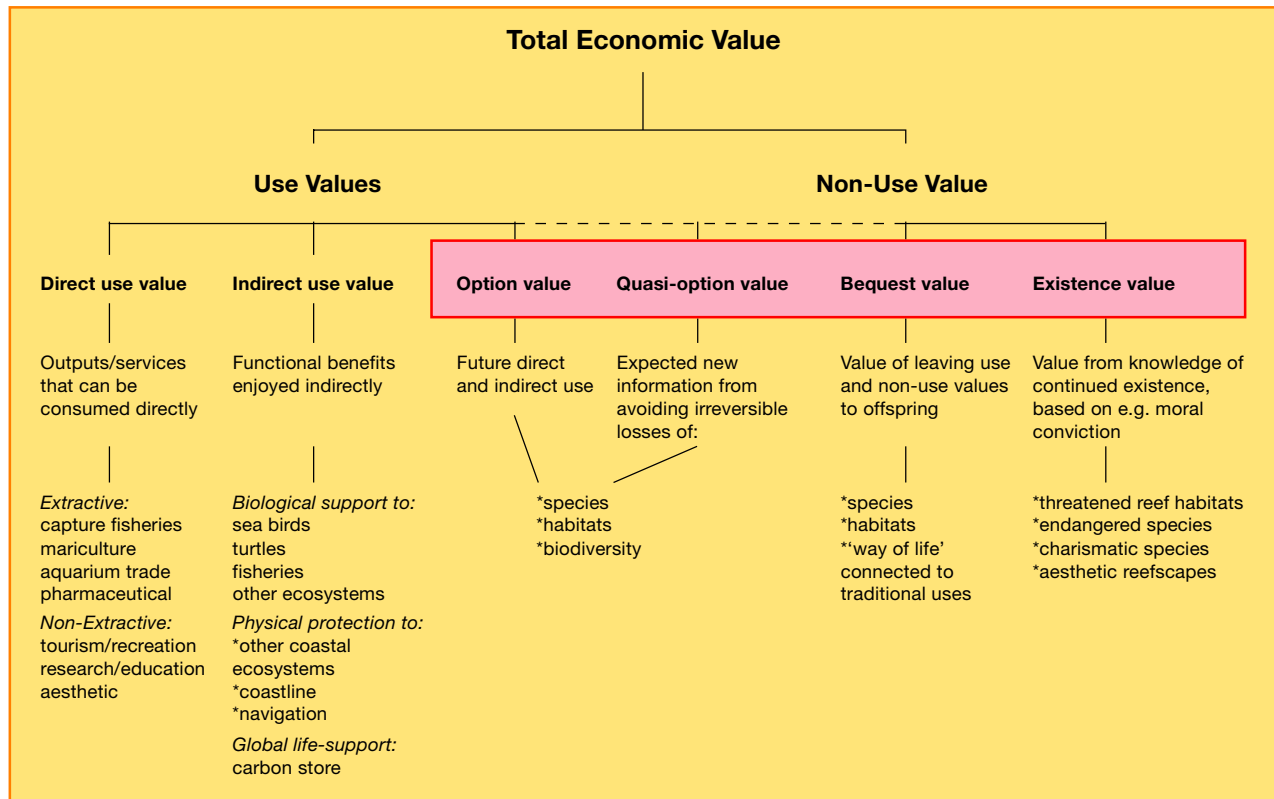 Total Economic Value
Use Values
Non-Use Value
Direct use value
Indirect use value
Option value
Quasi-option value
Bequest value
Existence value
Outputs/services
that can be
consumed directly
Functional benefits
enjoyed indirectly
Future direct
and indirect use
Expected new
information from
avoiding irreversible
losses of:
Value of leaving use
and non-use values
to offspring
Value from knowledge of
continued existence,
based on e.g. moral
conviction
Extractive:
capture fisheries
mariculture
aquarium trade
pharmaceutical
Non-Extractive:
tourism/recreation
research/education
aesthetic
Biological support to:
sea birds
turtles
fisheries
other ecosystems
Physical protection to:
*other coastal
ecosystems
*coastline
*navigation
Global life-support:
carbon store
*species
*habitats
*biodiversity
*species
*habitats
*‘way of life’
connected to
traditional uses
*threatened reef habitats
*endangered species
*charismatic species
*aesthetic reefscapes